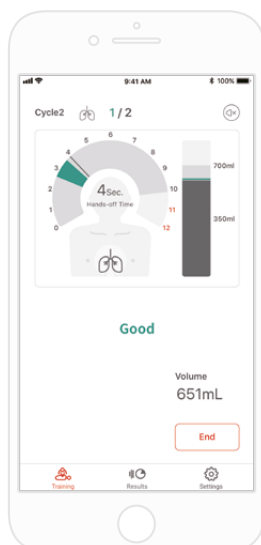 9:41 AM
100%
Cycle2
1 / 2
0
1
2
3
4
5
6
7
8
9
10
11
12
4Sec.
Hands-off Time
700ml
350ml
Good
Volume
651mL
End
Training
Results
Settings